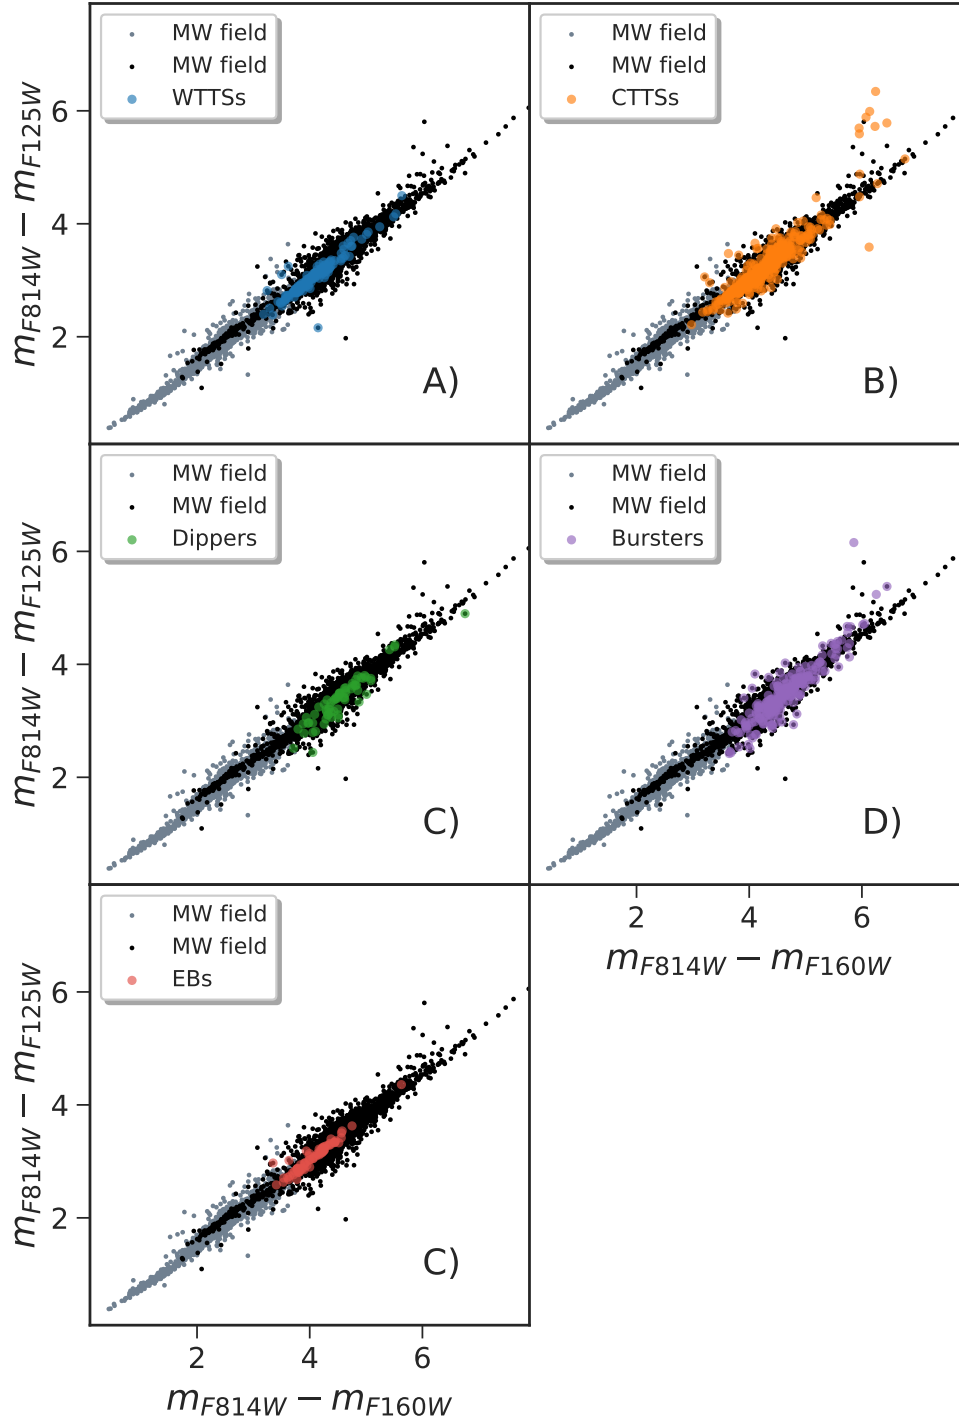 MW field
MW field
WTTSs
6
4
2
m_F814W − m_F125W
A)
MW field
MW field
CTTSs
B)
MW field
MW field
Dippers
6
4
2
m_F814W − m_F125W
C)
MW field
MW field
Bursters
D)
2 4 6
m_F814W − m_F160W
MW field
MW field
EBs
6
4
2
m_F814W − m_F125W
C)
2 4 6
m_F814W − m_F160W